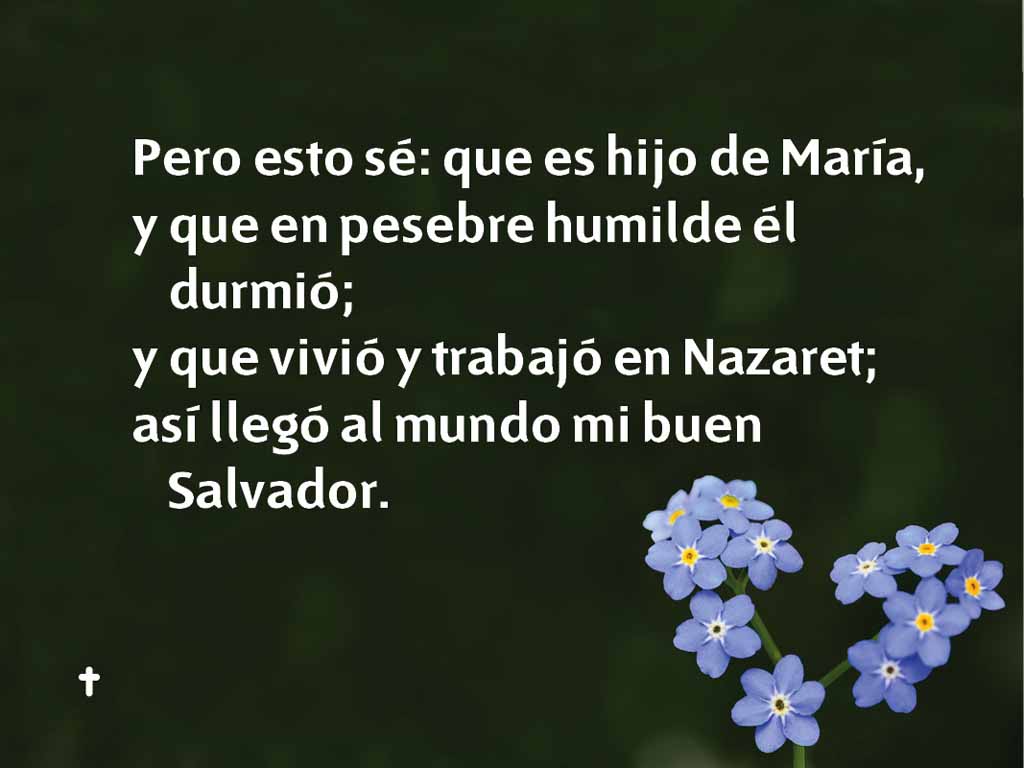 Pero esto sé: que es hijo de María,
y que en pesebre humilde él
durmió;
y que vivió y trabajó en Nazaret;
así llegó al mundo mi buen
Salvador.